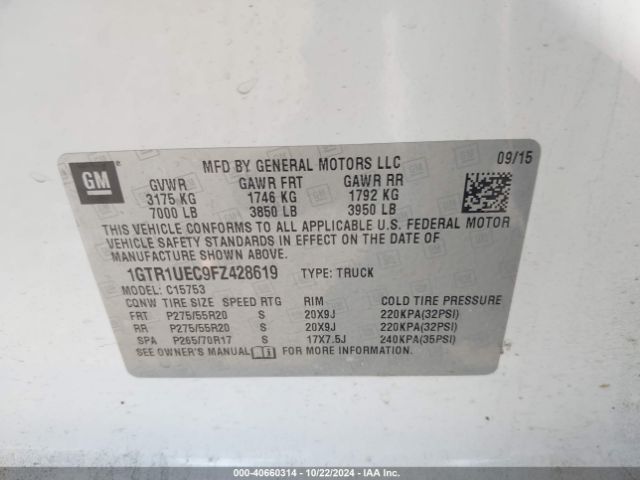 GM
MFD BY GENERAL MOTORS LLC 09/15
GVWR GAWR FRT GAWR RR
3175 KG 1746 KG 1792 KG
7000 LB 3850 LB 3950 LB
THIS VEHICLE CONFORMS TO ALL APPLICABLE U.S. FEDERAL MOTOR
VEHICLE SAFETY STANDARDS IN EFFECT ON THE DATE OF
MANUFACTURE SHOWN ABOVE.
1GTR1UEC9FZ428619 TYPE: TRUCK
MODEL: C15753
CQNW TIRE SIZE SPEED RTG RIM COLD TIRE PRESSURE
FRT P275/55R20 S 20X9J 220KPA(32PSI)
RR P275/55R20 S 20X9J 220KPA(32PSI)
SPA P265/70R17 S 17X7.5J 240KPA(35PSI)
SEE OWNER'S MANUAL FOR MORE INFORMATION.
000-40660314 - 10/22/2024 - IAA Inc.